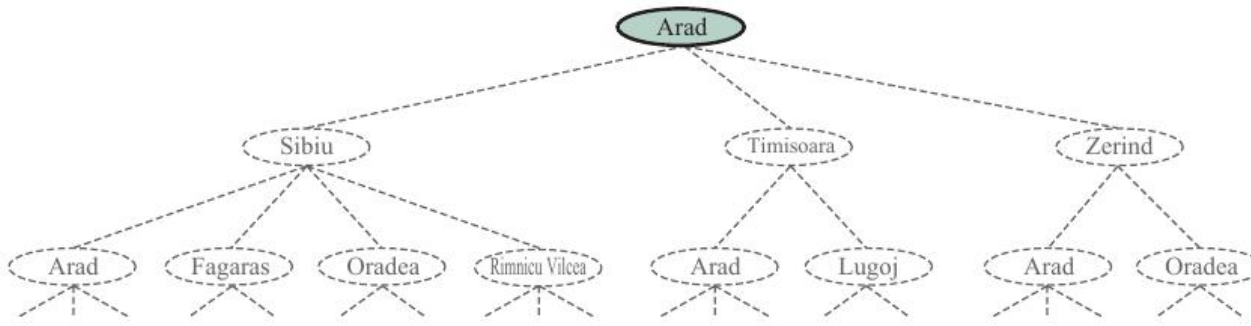 Arad
Sibiu Timisoara Zerind
Arad Fagaras Oradea Rimnicu Vilcea Arad Lugoj Arad Oradea